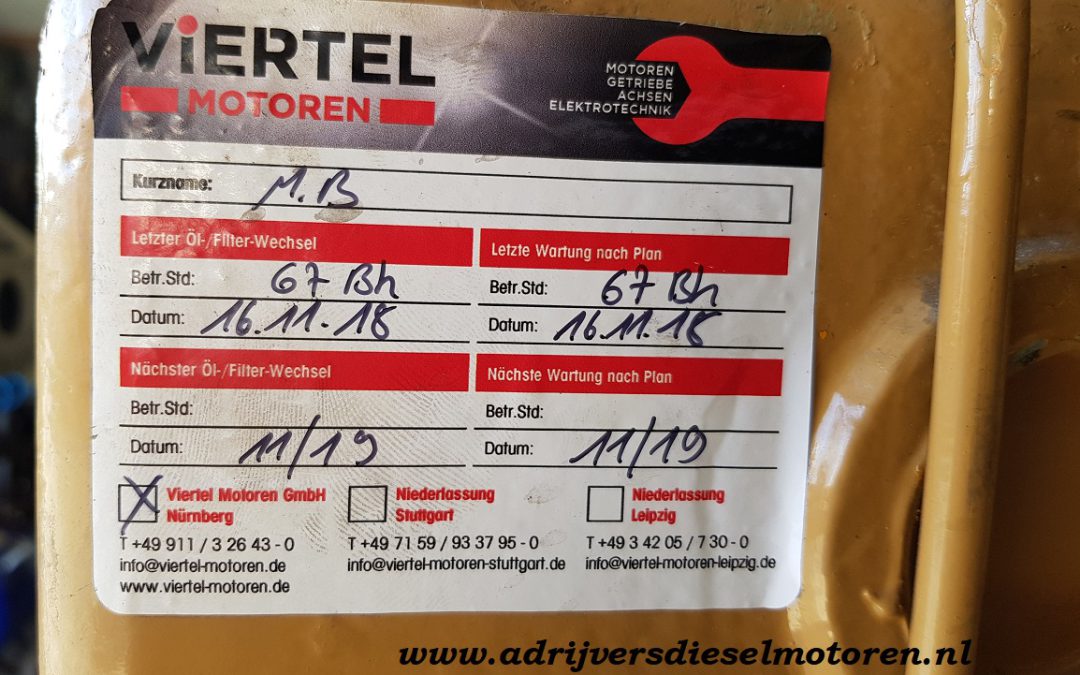 ViERTEL
MOTOREN
MOTOREN
GETRIEBE
ACHSEN
ELEKTROTECHNIK
Kurzname: M.B
Letzter Öl-/Filter-Wechsel
Betr.Std: 67 Bh
Datum: 16.11.18
Letzte Wartung nach Plan
Betr.Std: 67 Bh
Datum: 16.11.18
Nächster Öl-/Filter-Wechsel
Betr.Std:
Datum: 11/19
Nächste Wartung nach Plan
Betr.Std:
Datum: 11/19
X Viertel Motoren GmbH
Nürnberg
T +49 911 / 3 26 43 - 0
info@viertel-motoren.de
www.viertel-motoren.de
Niederlassung
Stuttgart
T +49 71 59 / 93 37 95 - 0
info@viertel-motoren-stuttgart.de
Niederlassung
Leipzig
T +49 3 42 05 / 7 30 - 0
info@viertel-motoren-leipzig.de
www.adrijversdieselmotoren.nl